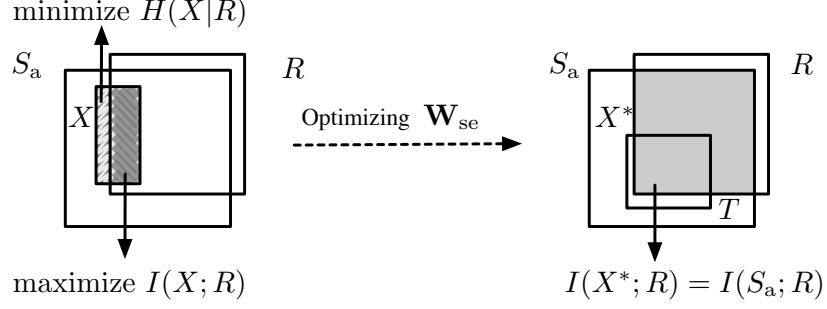 minimize H(X|R)
S_a
R
X
Optimizing W_se
maximize I(X; R)
S_a
R
X*
T
I(X*; R) = I(S_a; R)